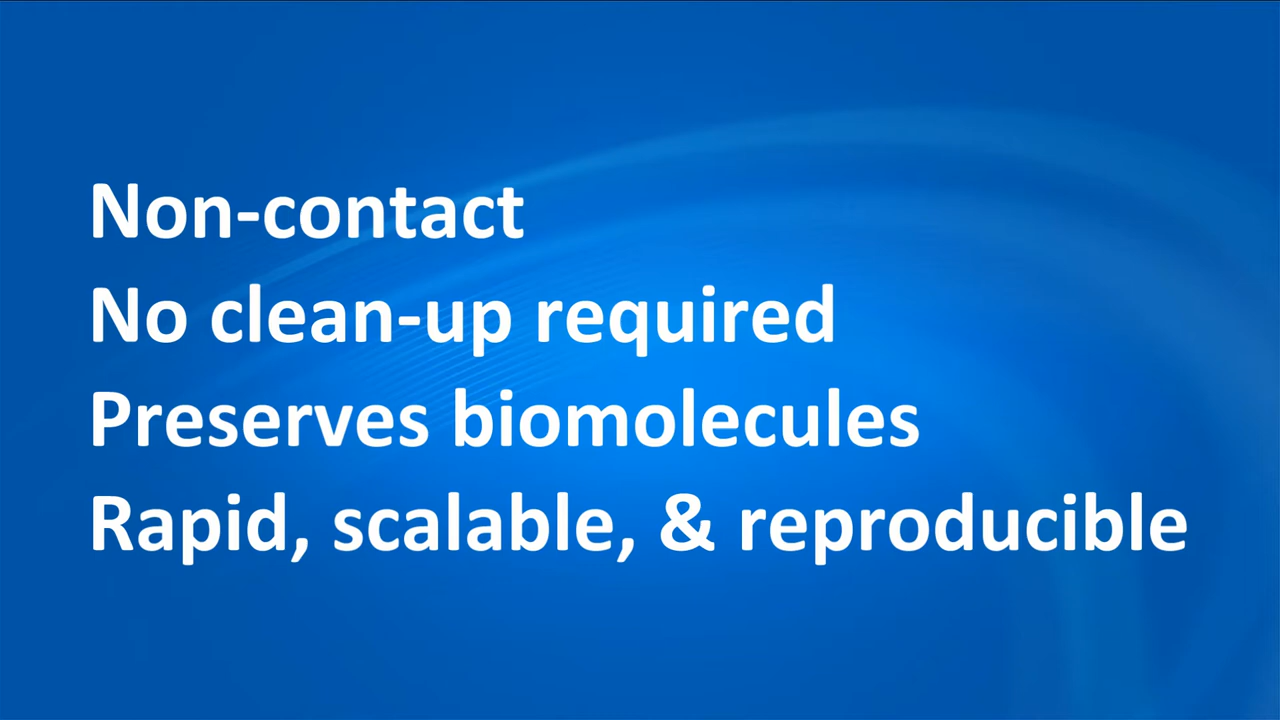 Non-contact
No clean-up required
Preserves biomolecules
Rapid, scalable, & reproducible